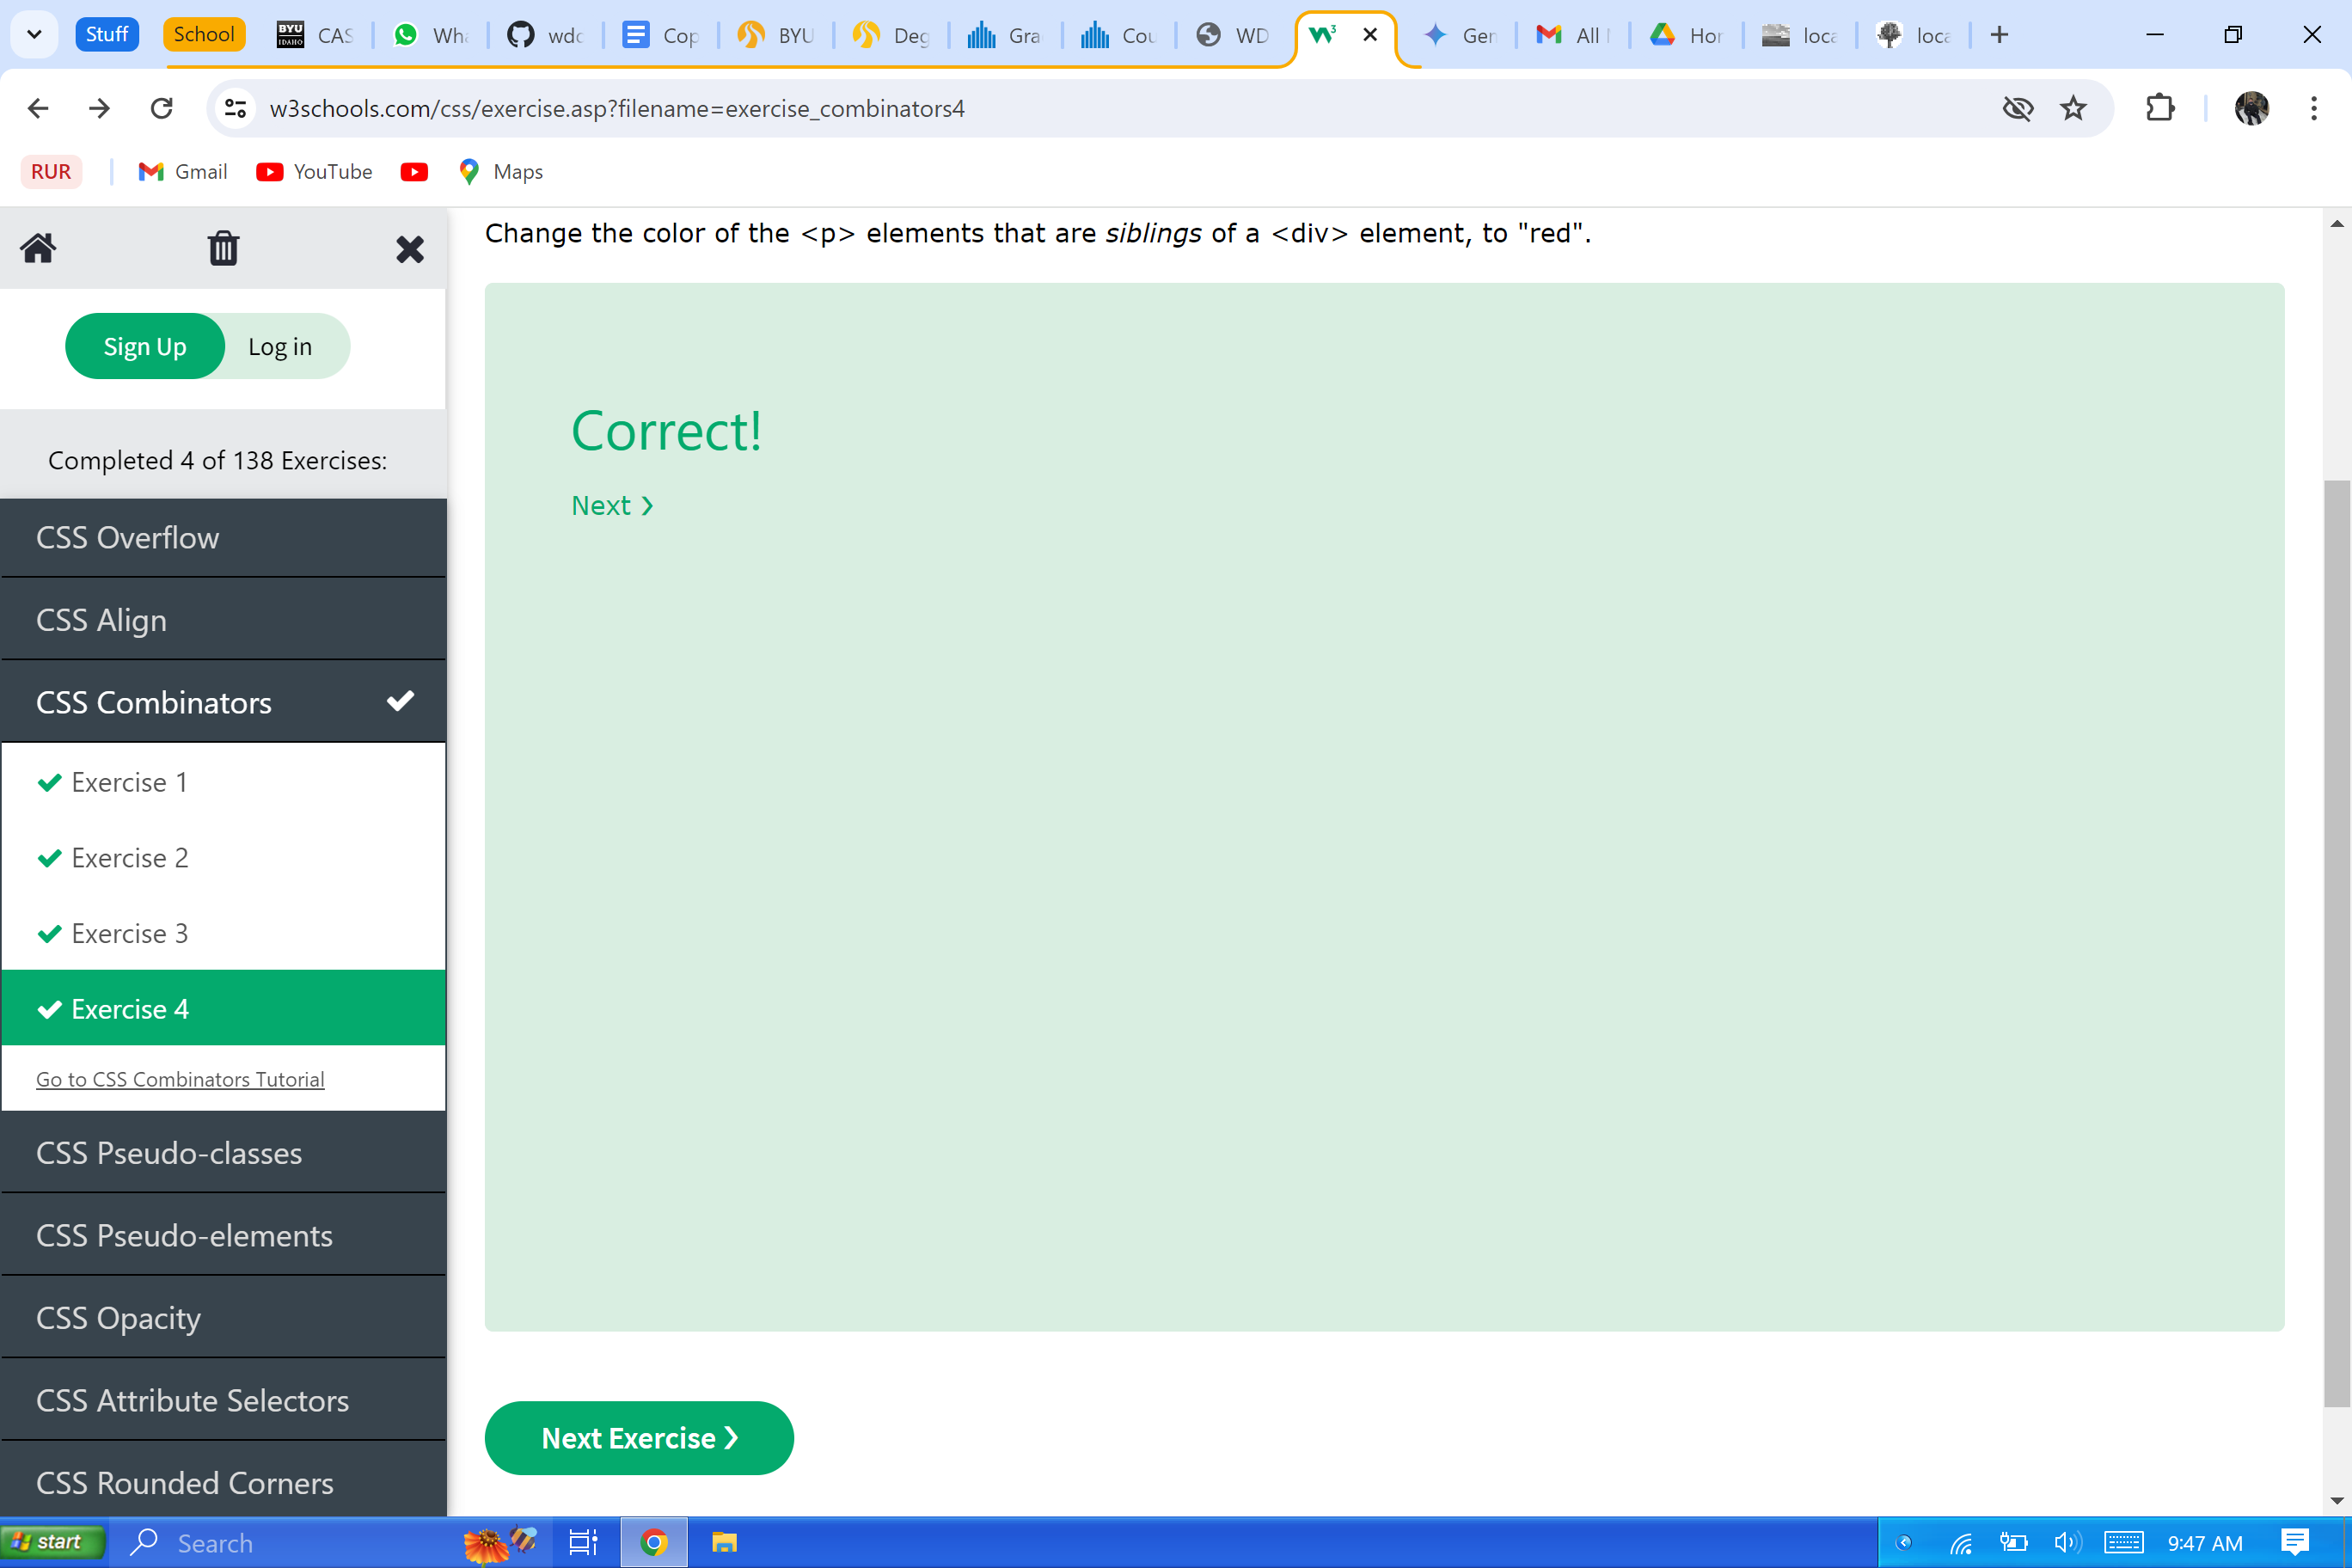 Stuff
School
BYU
IDAHO
CAS
Wha
wdc
Cop
BYU
Deg
Gra
Cou
WD
Gen
All
Hor
loca
loca
w3schools.com/css/exercise.asp?filename=exercise_combinators4
RUR
Gmail
YouTube
Maps
Sign Up
Log in
Completed 4 of 138 Exercises:
CSS Overflow
CSS Align
CSS Combinators
Exercise 1
Exercise 2
Exercise 3
Exercise 4
Go to CSS Combinators Tutorial
CSS Pseudo-classes
CSS Pseudo-elements
CSS Opacity
CSS Attribute Selectors
CSS Rounded Corners
Change the color of the <p> elements that are siblings of a <div> element, to "red".
Correct!
Next ❯
Next Exercise ❯
start
Search
9:47 AM